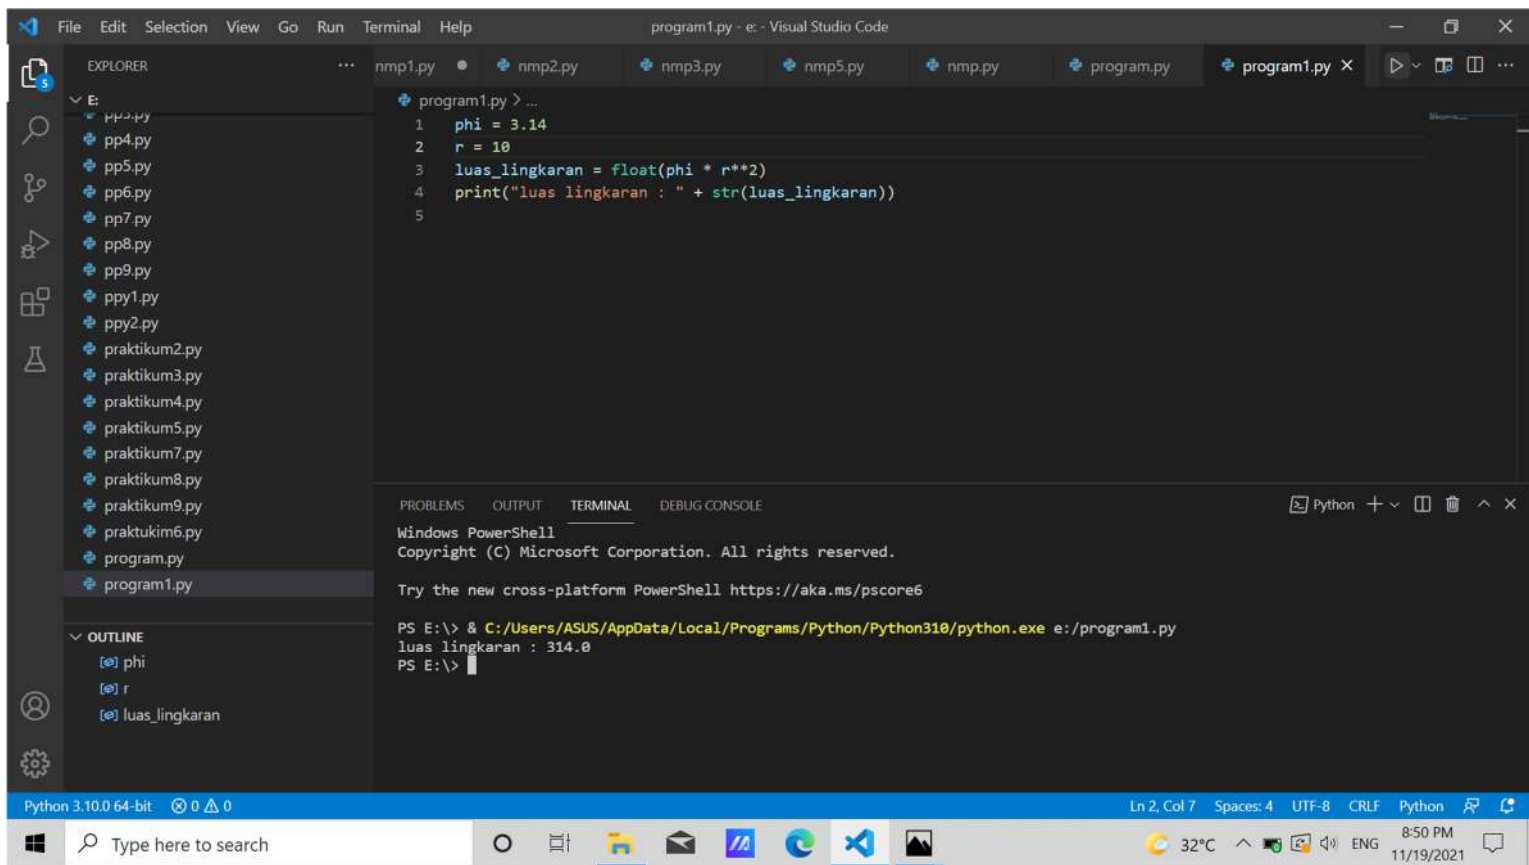 File Edit Selection View Go Run Terminal Help program1.py - e: - Visual Studio Code
EXPLORER
nmp1.py nmp2.py nmp3.py nmp5.py nmp.py program.py program1.py
E:
program1.py > ...
pp3.py
pp4.py
pp5.py
pp6.py
pp7.py
pp8.py
pp9.py
ppy1.py
ppy2.py
praktikum2.py
praktikum3.py
praktikum4.py
praktikum5.py
praktikum7.py
praktikum8.py
praktikum9.py
praktukim6.py
program.py
program1.py
OUTLINE
phi
r
luas_lingkaran
1 phi = 3.14
2 r = 10
3 luas_lingkaran = float(phi * r**2)
4 print("luas lingkaran : " + str(luas_lingkaran))
5
PROBLEMS OUTPUT TERMINAL DEBUG CONSOLE Python
Windows PowerShell
Copyright (C) Microsoft Corporation. All rights reserved.
Try the new cross-platform PowerShell https://aka.ms/pscore6
PS E:\> & C:/Users/ASUS/AppData/Local/Programs/Python/Python310/python.exe e:/program1.py
luas lingkaran : 314.0
PS E:\>
5
Python 3.10.0 64-bit 0 0 Ln 2, Col 7 Spaces: 4 UTF-8 CRLF Python
Type here to search 32°C ENG 8:50 PM
11/19/2021